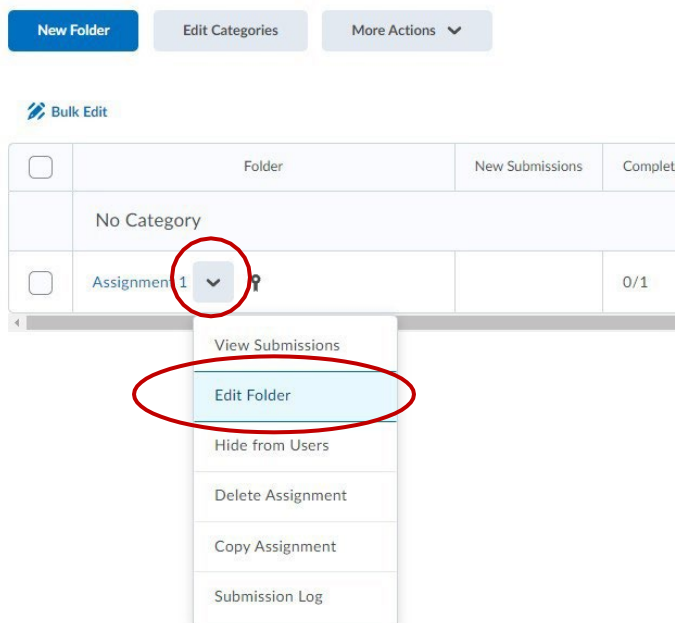 New Folder Edit Categories More Actions
Bulk Edit
Folder New Submissions Complet
No Category
Assignment 1 0/1
View Submissions
Edit Folder
Hide from Users
Delete Assignment
Copy Assignment
Submission Log